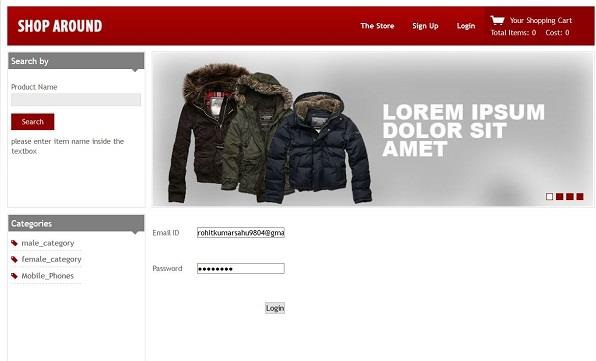 SHOP AROUND
The Store Sign Up Login
Your Shopping Cart
Total Items: 0 Cost: 0
Search by
Product Name
Search
please enter item name inside the
textbox
LOREM IPSUM
DOLOR SIT
AMET
Categories
male_category
female_category
Mobile_Phones
Email ID rohitkumarsahu9804@gma
Password ●●●●●●●●
Login